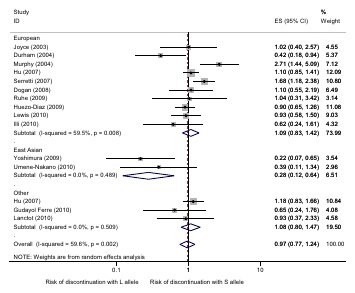 Study %
ID ES (95% CI) Weight
European
Joyce (2003) 1.02 (0.40, 2.57) 4.55
Durham (2004) 0.42 (0.18, 0.94) 5.37
Murphy (2004) 2.71 (1.44, 5.09) 7.12
Hu (2007) 1.10 (0.85, 1.41) 12.09
Serretti (2007) 1.68 (1.18, 2.38) 10.80
Dogan (2008) 1.10 (0.55, 2.21) 6.49
Ruhe (2009) 1.04 (0.31, 3.42) 3.14
Huezo-Diaz (2009) 0.90 (0.65, 1.26) 11.08
Lewis (2010) 0.93 (0.58, 1.50) 9.03
Illi (2010) 0.62 (0.24, 1.61) 4.32
Subtotal (I-squared = 59.5%, p = 0.008) 1.09 (0.83, 1.42) 73.99
.
East Asian
Yoshimura (2009) 0.22 (0.07, 0.65) 3.54
Umene-Nakano (2010) 0.39 (0.11, 1.34) 2.96
Subtotal (I-squared = 0.0%, p = 0.489) 0.28 (0.12, 0.64) 6.51
.
Other
Hu (2007) 1.18 (0.83, 1.66) 10.84
Gudayol Ferre (2010) 0.65 (0.24, 1.76)
Lanctot (2010) 0.93 (0.37, 2.33) 4.58
Subtotal (I-squared = 0.0%, p = 0.509) 1.08 (0.80, 1.47) 19.50
.
Overall (I-squared = 59.6%, p = 0.002) 0.97 (0.77, 1.24) 100.00
NOTE: Weights are from random effects analysis
0.1 1 10
Risk of discontinuation with L allele Risk of discontinuation with S allele